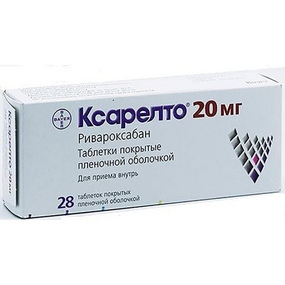 BAYER
Ксарелто® 20 мг
Ривароксабан
Таблетки покрытые
пленочной оболочкой
Для приема внутрь
28 таблеток покрытых
пленочной оболочкой
Ксарелто®
20 мг